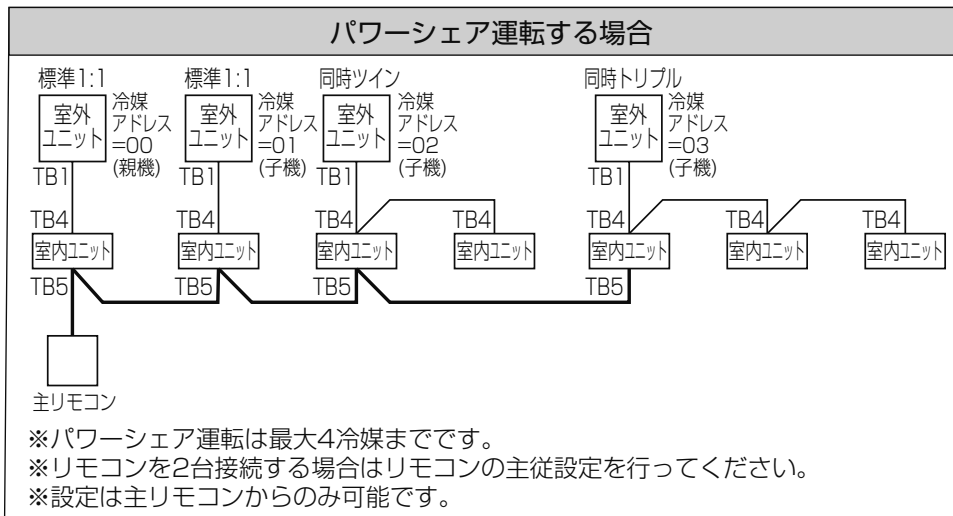 パワーシェア運転する場合
標準1:1
標準1:1
同時ツイン
同時トリプル
室外
ユニット
冷媒
アドレス
=00
(親機)
室外
ユニット
冷媒
アドレス
=01
(子機)
室外
ユニット
冷媒
アドレス
=02
(子機)
室外
ユニット
冷媒
アドレス
=03
(子機)
TB1
TB1
TB1
TB1
TB4
TB4
TB4
TB4
TB4
TB4
TB4
室内ユニット
室内ユニット
室内ユニット
室内ユニット
室内ユニット
室内ユニット
室内ユニット
TB5
TB5
TB5
TB5
主リモコン
※パワーシェア運転は最大4冷媒までです。
※リモコンを2台接続する場合はリモコンの主従設定を行ってください。
※設定は主リモコンからのみ可能です。